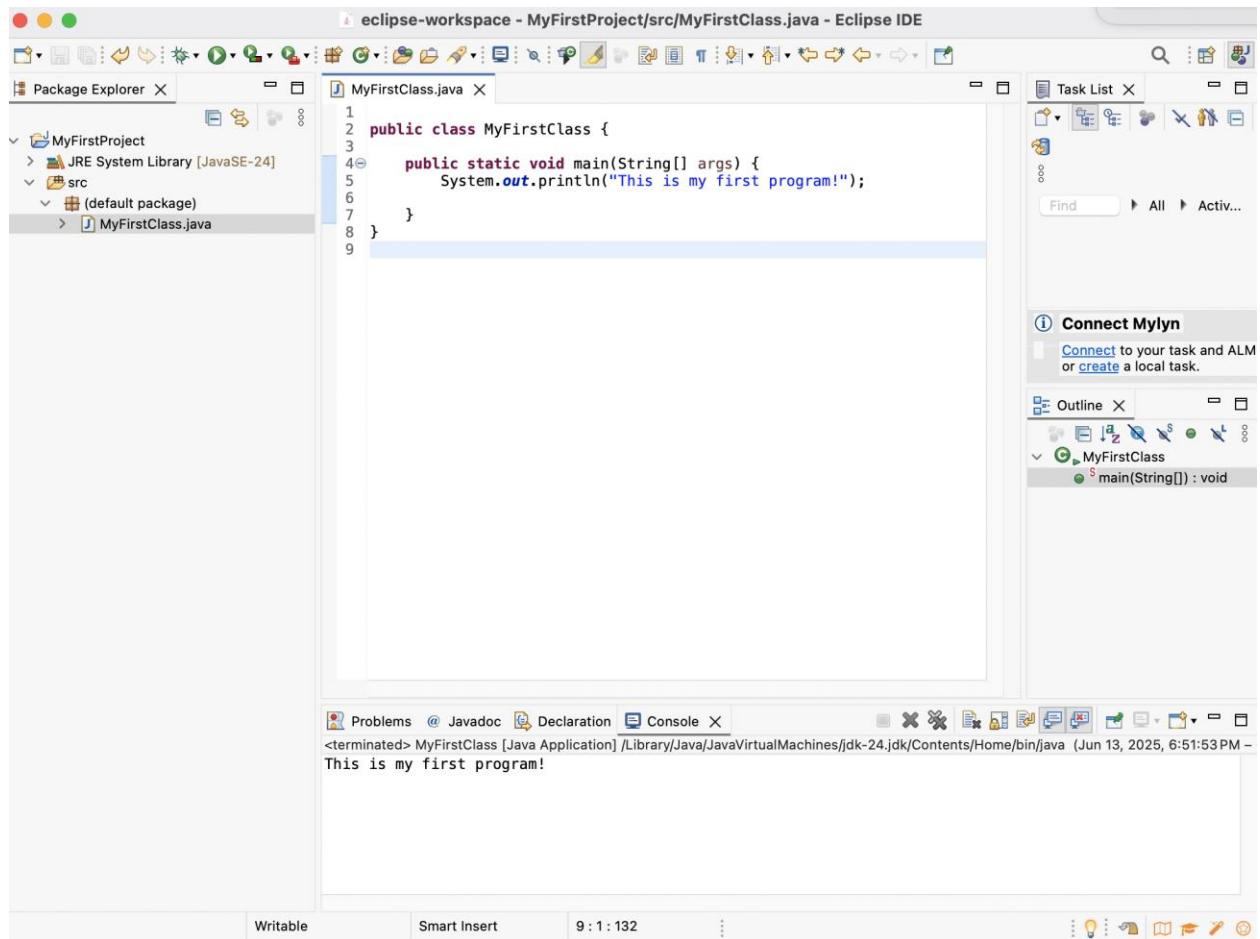 eclipse-workspace - MyFirstProject/src/MyFirstClass.java - Eclipse IDE
Package Explorer
MyFirstProject
JRE System Library [JavaSE-24]
src
(default package)
MyFirstClass.java
MyFirstClass.java
1
2 public class MyFirstClass {
3
4 public static void main(String[] args) {
5 System.out.println("This is my first program!");
6
7 }
8 }
9
Task List
Find All Activ...
Connect Mylyn
Connect to your task and ALM
or create a local task.
Outline
MyFirstClass
main(String[]) : void
Problems Javadoc Declaration Console
<terminated> MyFirstClass [Java Application] /Library/Java/JavaVirtualMachines/jdk-24.jdk/Contents/Home/bin/java (Jun 13, 2025, 6:51:53 PM –
This is my first program!
Writable Smart Insert 9 : 1 : 132